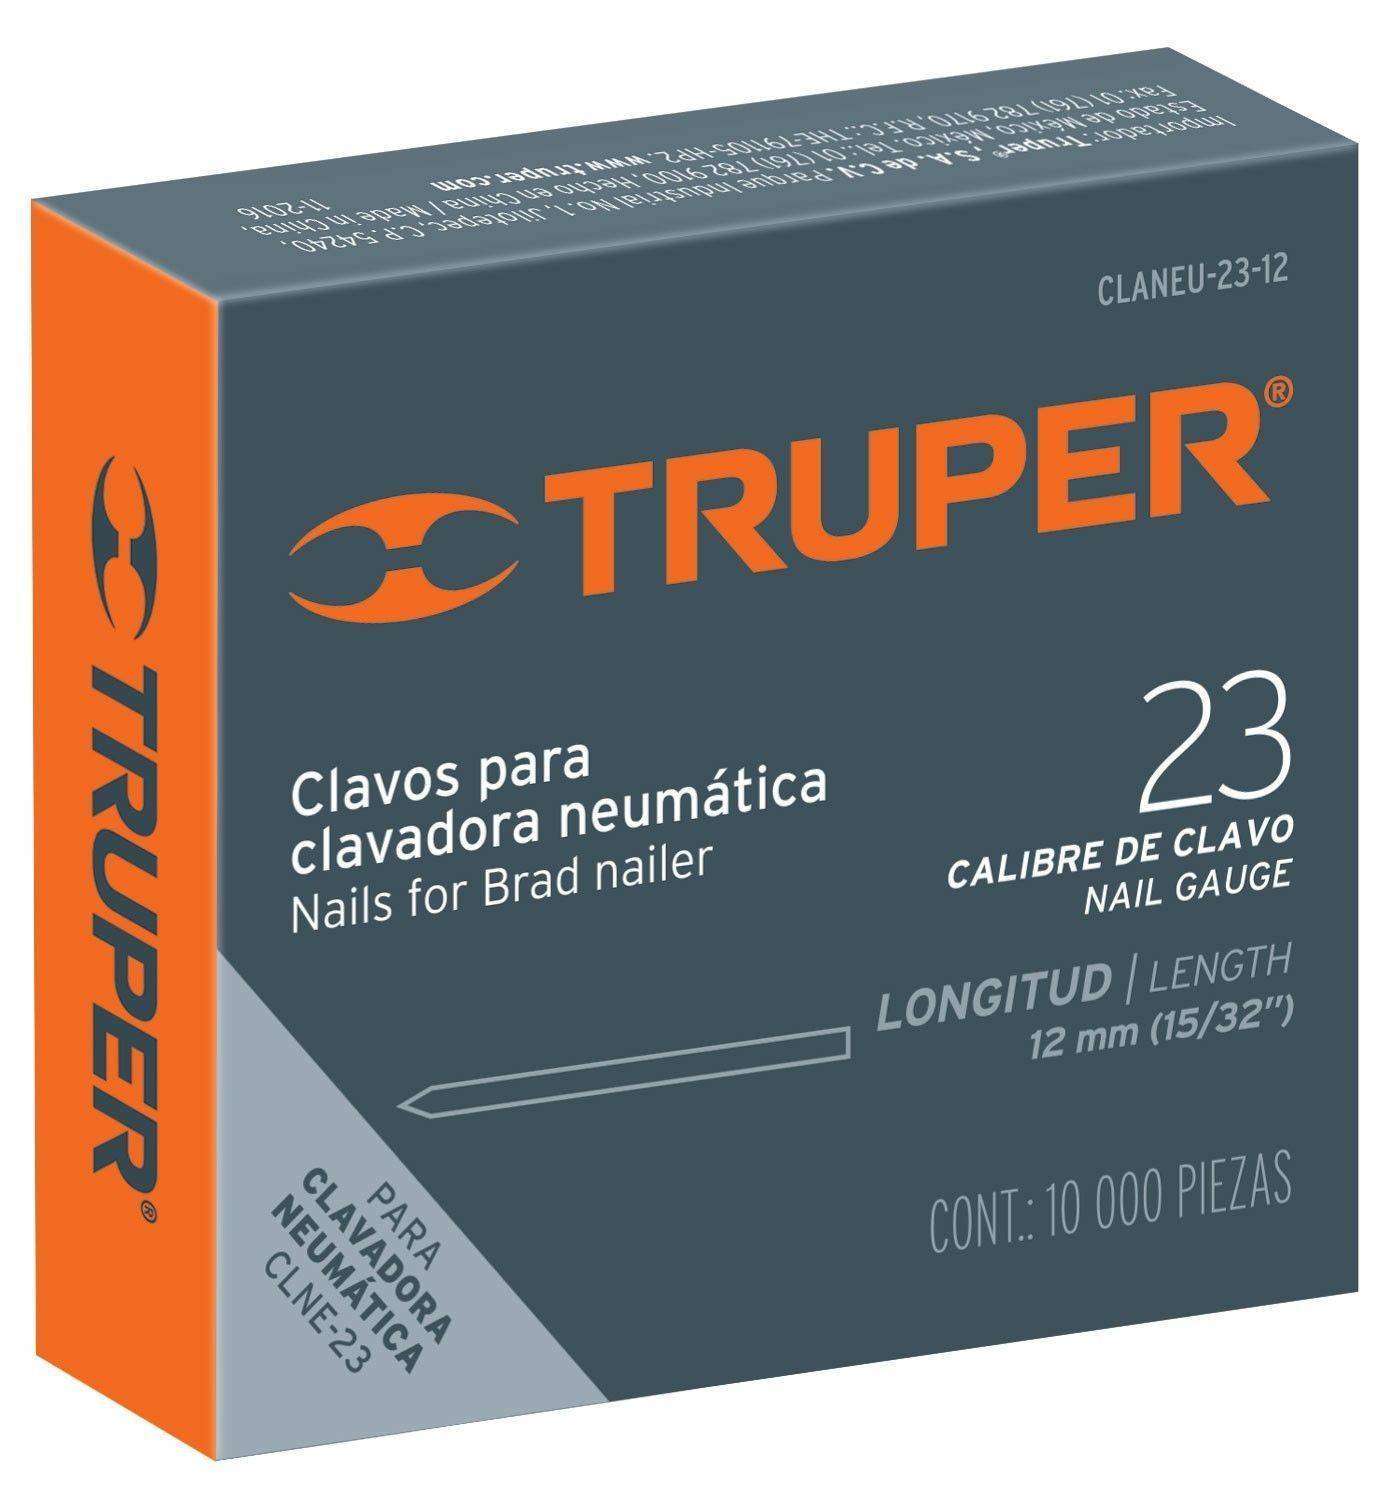 Importador: Truper®, S.A. de C.V. Parque Industrial No. 1, Jilotepec, C.P. 54240,
Estado de México, México, Tel.: 01 (761) 782 9100, Hecho en China / Made in China,
Fax: 01 (761) 782 9170, R.F.C.: THE-791105-HP2. www.truper.com
11-2016
CLANEU-23-12
TRUPER®
TRUPER®
Clavos para
clavadora neumática
Nails for Brad nailer
23
CALIBRE DE CLAVO
NAIL GAUGE
LONGITUD | LENGTH
12 mm (15/32")
CONT.: 10 000 PIEZAS
PARA
CLAVADORA
NEUMÁTICA
CLNE-23